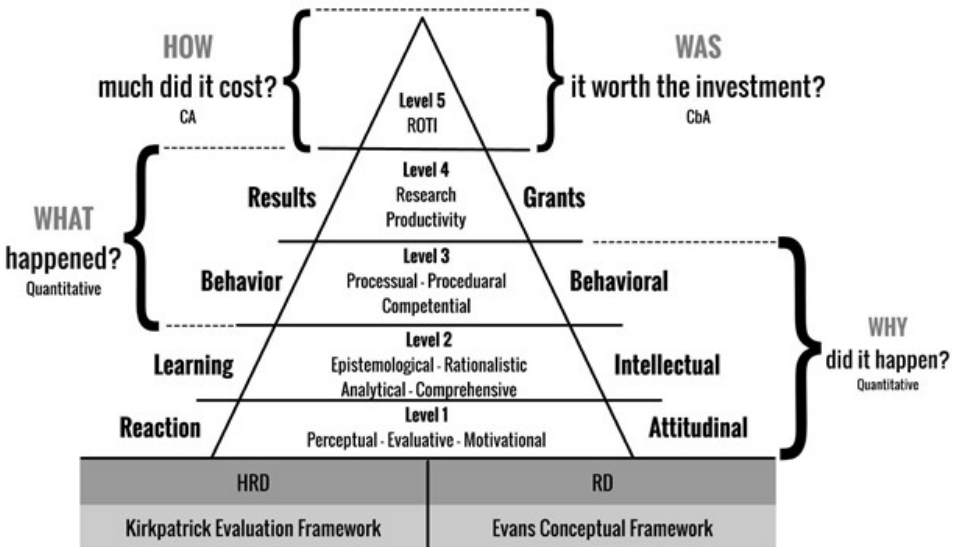 HOW
much did it cost?
CA
WAS
it worth the investment?
CbA
Level 5
ROTI
Level 4
Research
Productivity
Results
Grants
WHAT
happened?
Quantitative
Level 3
Processual - Proceduaral
Competential
Behavior
Behavioral
Level 2
Epistemological - Rationalistic
Analytical - Comprehensive
Learning
Intellectual
WHY
did it happen?
Quantitative
Level 1
Perceptual - Evaluative - Motivational
Reaction
Attitudinal
HRD
RD
Kirkpatrick Evaluation Framework
Evans Conceptual Framework